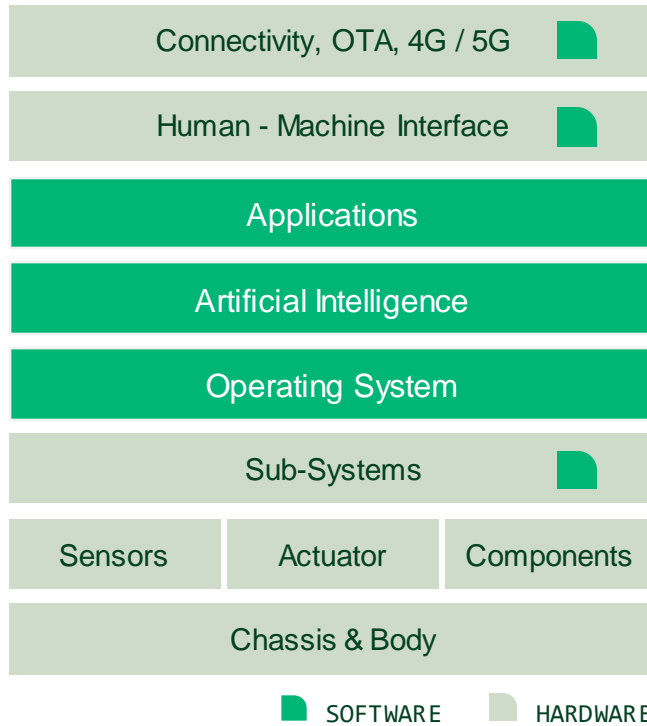 Connectivity, OTA, 4G / 5G
Human - Machine Interface
Applications
Artificial Intelligence
Operating System
Sub-Systems
Sensors Actuator Components
Chassis & Body
SOFTWARE HARDWARE